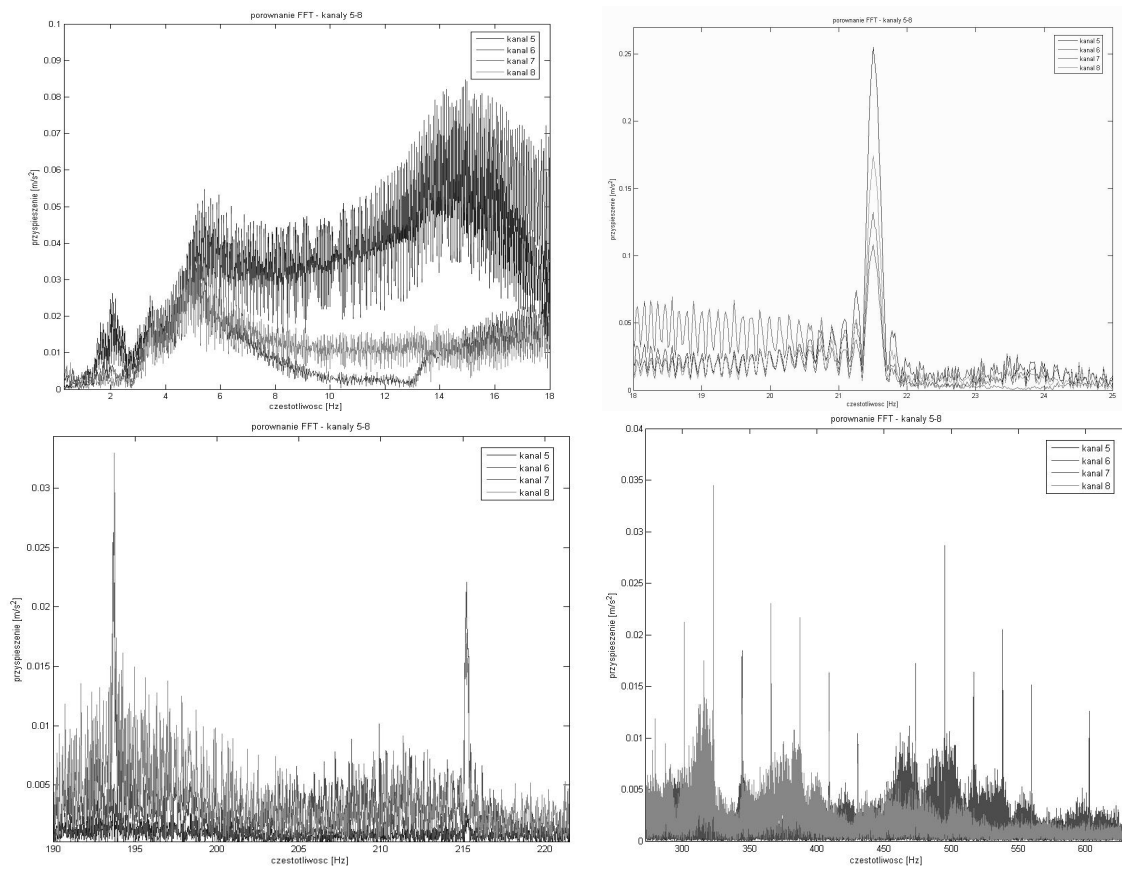 porownanie FFT - kanaly 5-8
kanal 5
kanal 6
kanal 7
kanal 8
przyspieszenie [m/s²]
0.1
0.09
0.08
0.07
0.06
0.05
0.04
0.03
0.02
0.01
0
2 4 6 8 10 12 14 16 18
czestotliwosc [Hz]
porownanie FFT - kanaly 5-8
kanal 5
kanal 6
kanal 7
kanal 8
przyspieszenie [m/s²]
0.25
0.2
0.15
0.1
0.05
0
18 19 20 21 22 23 24 25
czestotliwosc [Hz]
porownanie FFT - kanaly 5-8
kanal 5
kanal 6
kanal 7
kanal 8
przyspieszenie [m/s²]
0.03
0.025
0.02
0.015
0.01
0.005
190 195 200 205 210 215 220
czestotliwosc [Hz]
porownanie FFT - kanaly 5-8
kanal 5
kanal 6
kanal 7
kanal 8
przyspieszenie [m/s²]
0.04
0.035
0.03
0.025
0.02
0.015
0.01
0.005
0
300 350 400 450 500 550 600
czestotliwosc [Hz]